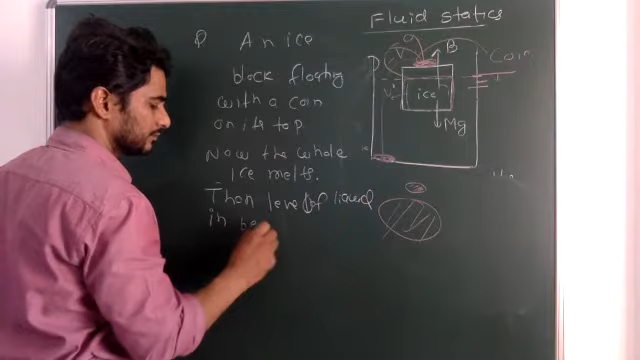 Fluid statics
Q An ice
block floating
with a coin
on its top
Now the whole
Ice melts.
Then level of liquid
in be
B
Coin
ice
Mg